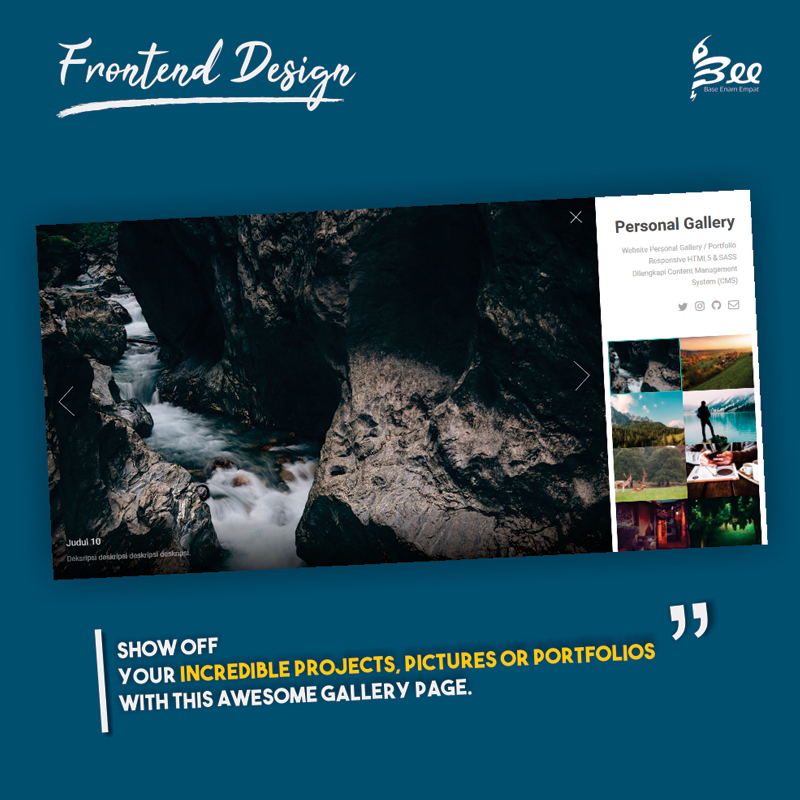 Frontend Design
Bee
Base Enam Empat
Personal Gallery
Website Personal Gallery / Portfolio
Responsive HTML5 & SASS
Dilengkapi Content Management
System (CMS)
Judul 10
Deksripsi deskripsi deskripsi deskripsi.
”
SHOW OFF
YOUR INCREDIBLE PROJECTS, PICTURES OR PORTFOLIOS
WITH THIS AWESOME GALLERY PAGE.